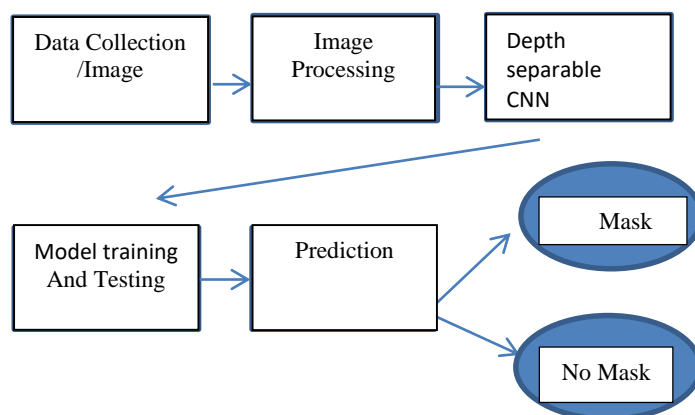 Data Collection
/Image
Image
Processing
Depth
separable
CNN
Model training
And Testing
Prediction
Mask
No Mask